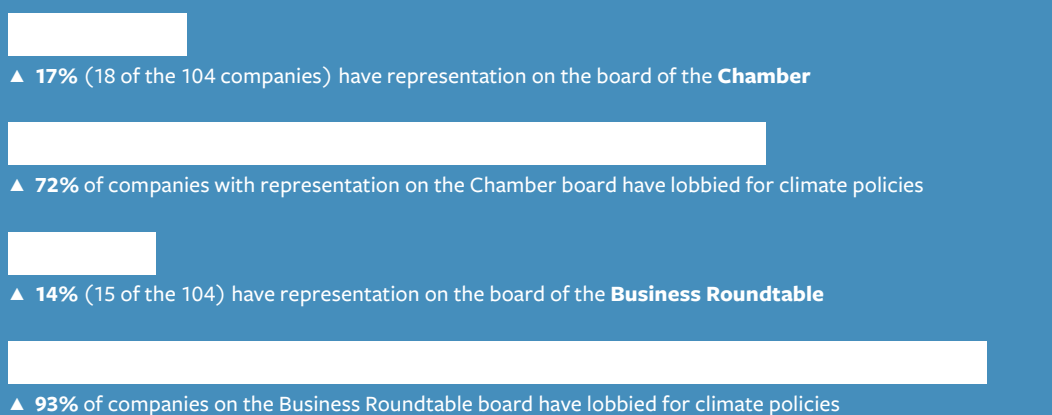 ▲ 17% (18 of the 104 companies) have representation on the board of the Chamber
▲ 72% of companies with representation on the Chamber board have lobbied for climate policies
▲ 14% (15 of the 104) have representation on the board of the Business Roundtable
▲ 93% of companies on the Business Roundtable board have lobbied for climate policies